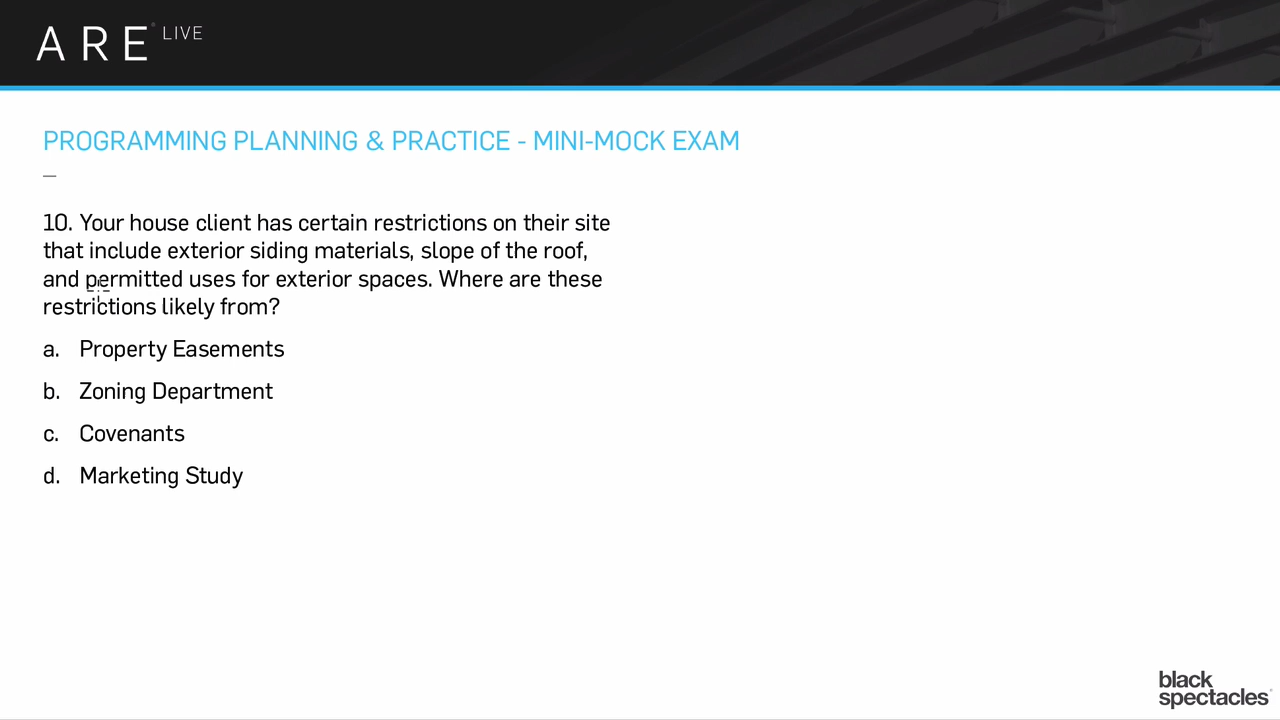 ARE LIVE
PROGRAMMING PLANNING & PRACTICE - MINI-MOCK EXAM
10. Your house client has certain restrictions on their site
that include exterior siding materials, slope of the roof,
and permitted uses for exterior spaces. Where are these
restrictions likely from?
a. Property Easements
b. Zoning Department
c. Covenants
d. Marketing Study
black
spectacles